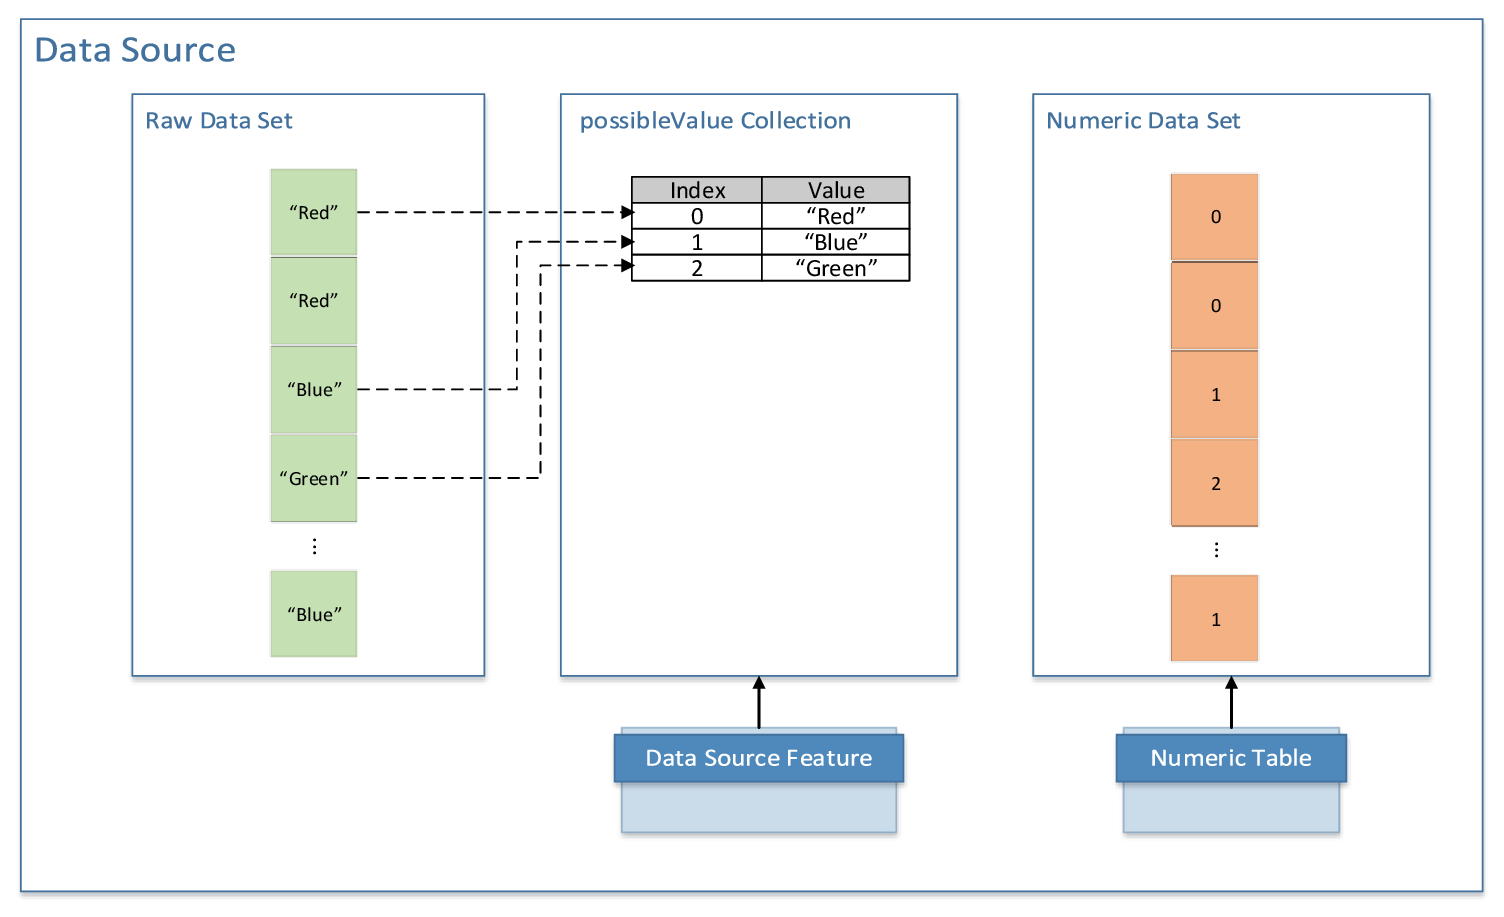 Data Source
Raw Data Set
“Red”
“Red”
“Blue”
“Green”
⋮
“Blue”
possibleValue Collection
Index Value
0 “Red”
1 “Blue”
2 “Green”
Numeric Data Set
0
0
1
2
⋮
1
Data Source Feature
Numeric Table